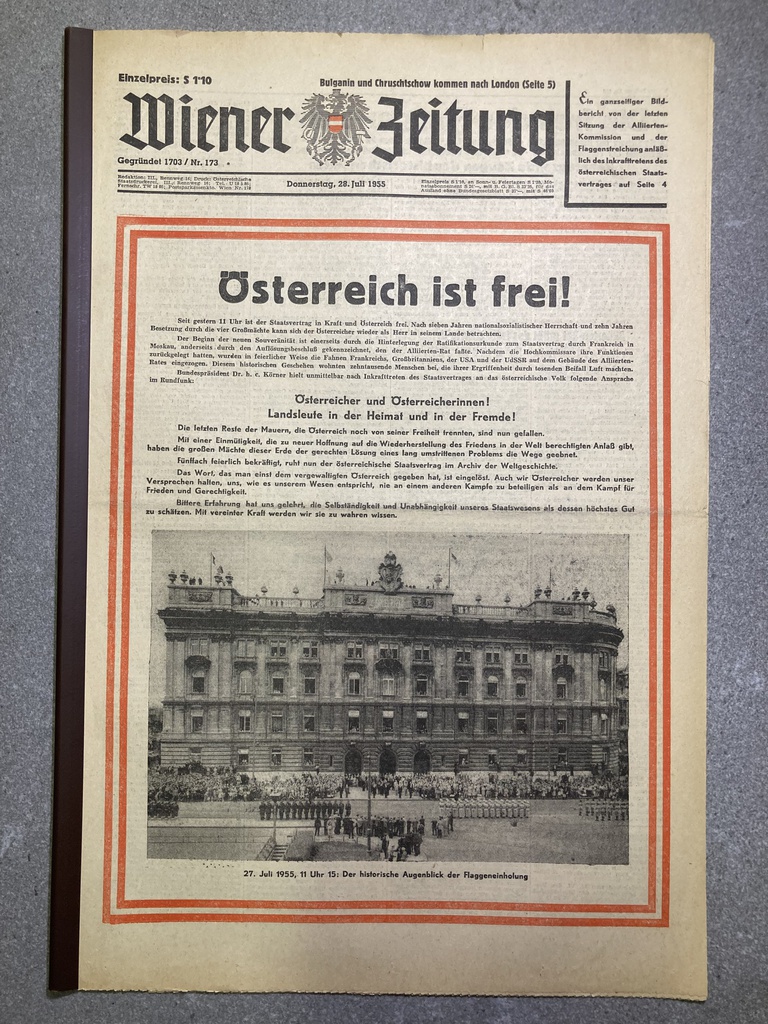 Einzelpreis: S 1'10
Bulganin und Chruschtschow kommen nach London (Seite 5)
Wiener Zeitung
Gegründet 1703 / Nr. 173
Donnerstag, 28. Juli 1955
Ein ganzseitiger Bild-
bericht von der letzten
Sitzung der Alliierten-
Kommission und der
Flaggenstreichung anläß-
lich des Inkrafttretens des
österreichischen Staats-
vertrages auf Seite 4
Österreich ist frei!
Seit gestern 11 Uhr ist der Staatsvertrag in Kraft und Österreich frei. Nach sieben Jahren nationalsozialistischer Herrschaft und zehn Jahren
Besetzung durch die vier Großmächte kann sich der Österreicher wieder als Herr in seinem Lande betrachten.
Der Beginn der neuen Souveränität ist einerseits durch die Hinterlegung der Ratifikationsurkunde zum Staatsvertrag durch Frankreich in
Moskau, anderseits durch den Auflösungsbeschluß gekennzeichnet, den der Alliierten-Rat faßte. Nachdem die Hochkommissare ihre Funktionen
zurückgelegt hatten, wurden in feierlicher Weise die Fahnen Frankreichs, Großbritanniens, der USA und der UdSSR auf dem Gebäude des Alliierten-
Rates eingezogen. Diesem historischen Geschehen wohnten zehntausende Menschen bei, die ihrer Ergriffenheit durch tosenden Beifall Luft machten.
Bundespräsident Dr. h. c. Körner hielt unmittelbar nach Inkrafttreten des Staatsvertrages an das österreichische Volk folgende Ansprache
im Rundfunk:
Österreicher und Österreicherinnen!
Landsleute in der Heimat und in der Fremde!
Die letzten Reste der Mauern, die Österreich noch von seiner Freiheit trennten, sind nun gefallen.
Mit einer Einmütigkeit, die zu neuer Hoffnung auf die Wiederherstellung des Friedens in der Welt berechtigten Anlaß gibt,
haben die großen Mächte dieser Erde der gerechten Lösung eines lang umstrittenen Problems die Wege geebnet.
Fünffach feierlich bekräftigt, ruht nun der österreichische Staatsvertrag im Archiv der Weltgeschichte.
Das Wort, das man einst dem vergewaltigten Österreich gegeben hat, ist eingelöst. Auch wir Österreicher werden unser
Versprechen halten, uns, wie es unserem Wesen entspricht, nie an einem anderen Kampfe zu beteiligen als an dem Kampf für
Frieden und Gerechtigkeit.
Bittere Erfahrung hat uns gelehrt, die Selbständigkeit und Unabhängigkeit unseres Staatswesens als dessen höchstes Gut
zu schätzen. Mit vereinter Kraft werden wir sie zu wahren wissen.
27. Juli 1955, 11 Uhr 15: Der historische Augenblick der Flaggeneinholung